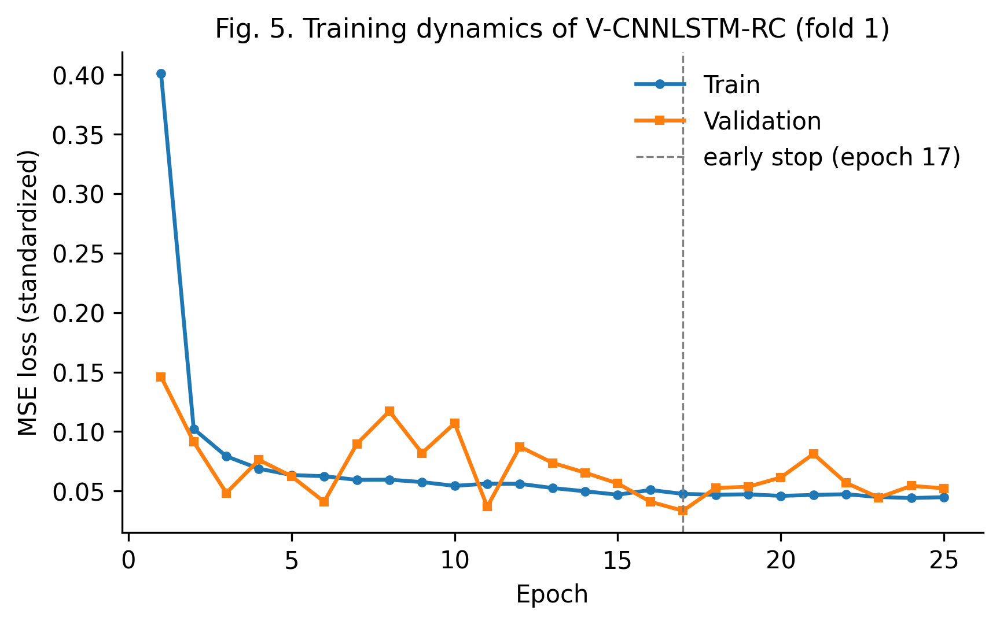 Fig. 5. Training dynamics of V-CNNLSTM-RC (fold 1)
Train
Validation
early stop (epoch 17)
MSE loss (standardized)
0.40
0.35
0.30
0.25
0.20
0.15
0.10
0.05
0 5 10 15 20 25
Epoch